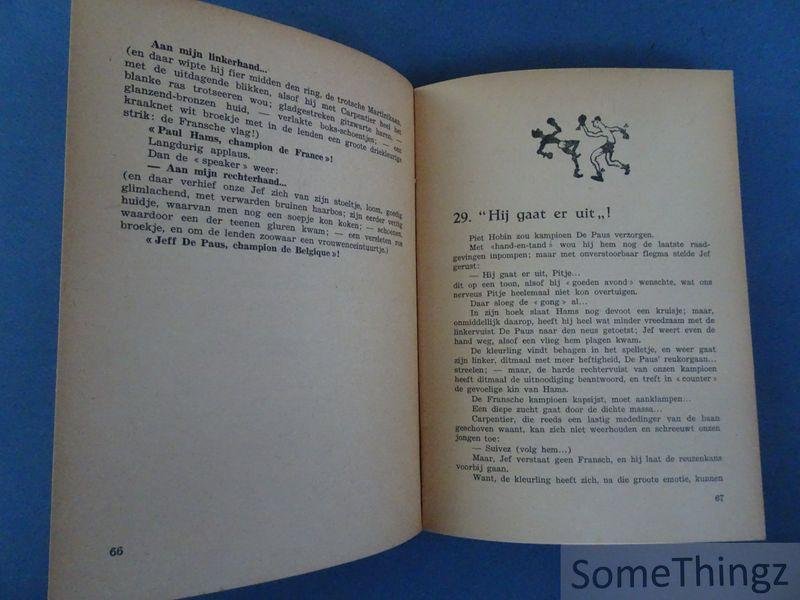 Aan mijn linkerhand...
(en daar wipte hij fier midden den ring, de trotsche Martinikaan,
met de uitdagende blikken, alsof hij met Carpentier heel het
blanke ras trotseeren wou; gladgestreken gitzwarte haren, —
glanzend-bronzen huid, — verlakte boks-schoentjes; — een
kraaknet wit broekje met in de lenden een groote driekleurige
strik: de Fransche vlag!)
« Paul Hams, champion de France »!
Langdurig applaus.
Dan de « speaker » weer:
— Aan mijn rechterhand...
(en daar verhief onze Jef zich van zijn stoeltje, loom, goedig
glimlachend, met verwarden bruinen haarbos; zijn eerder vettig
huidje, waarvan men nog een soepje kon koken; — schoenen,
waardoor een der teenen gluren kwam; — een versleten
broekje, en om de lenden zoowaar een vrouwenceintuurtje.)
« Jeff De Paus, champion de Belgique »!
66
29. “Hij gaat er uit„!
Piet Hobin zou kampioen De Paus verzorgen.
Met «hand-en-tand» wou hij hem nog de laatste raad-
gevingen inpompen; maar met onverstoorbaar flegma stelde Jef
gerust:
— Hij gaat er uit, Pitje...
dit op een toon, alsof hij « goeden avond » wenschte, wat ons
nerveus Pitje heelemaal niet kon overtuigen.
Daar sloeg de « gong » al...
In zijn hoek slaat Hams nog devoot een kruisje; maar,
onmiddellijk daarop, heeft hij heel wat minder vreedzaam met de
linkervuist De Paus naar den neus getoetst; Jef weert even de
hand weg, alsof een vlieg hem plagen kwam.
De kleurling vindt behagen in het spelletje, en weer gaat
zijn linker, ditmaal met meer heftigheid, De Paus' reukorgaan...
streelen; — maar, de harde rechtervuist van onzen kampioen
heeft ditmaal de uitnoodiging beantwoord, en treft in « counter »
de gevoelige kin van Hams.
De Fransche kampioen kapsijst, moet aanklampen...
Een diepe zucht gaat door de dichte massa...
Carpentier, die reeds een lastig mededinger van de baan
geschoven waant, kan zich niet weerhouden en schreeuwt onzen
jongen toe:
— Suivez (volg hem...)
Maar, Jef verstaat geen Fransch, en hij laat de reuzenkans
voorbij gaan.
Want, de kleurling heeft zich, na die groote emotie, kunnen
67
SomeThingz